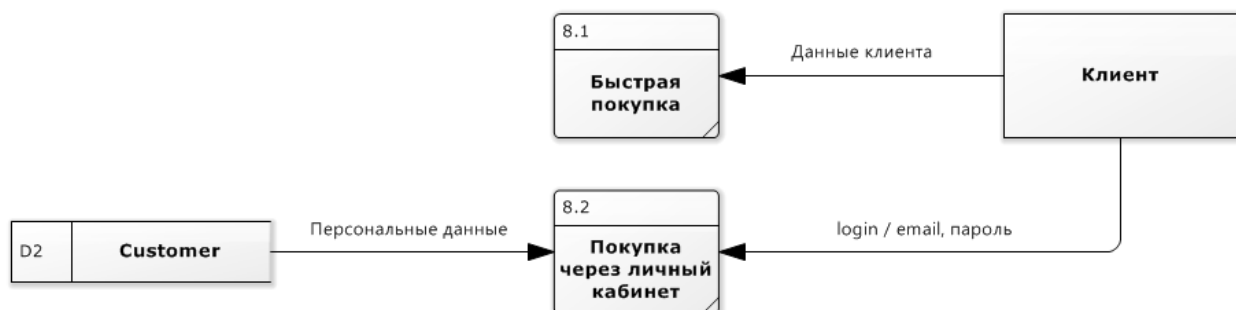 8.1
Быстрая
покупка
Данные клиента
Клиент
D2
Customer
Персональные данные
8.2
Покупка
через личный
кабинет
login / email, пароль